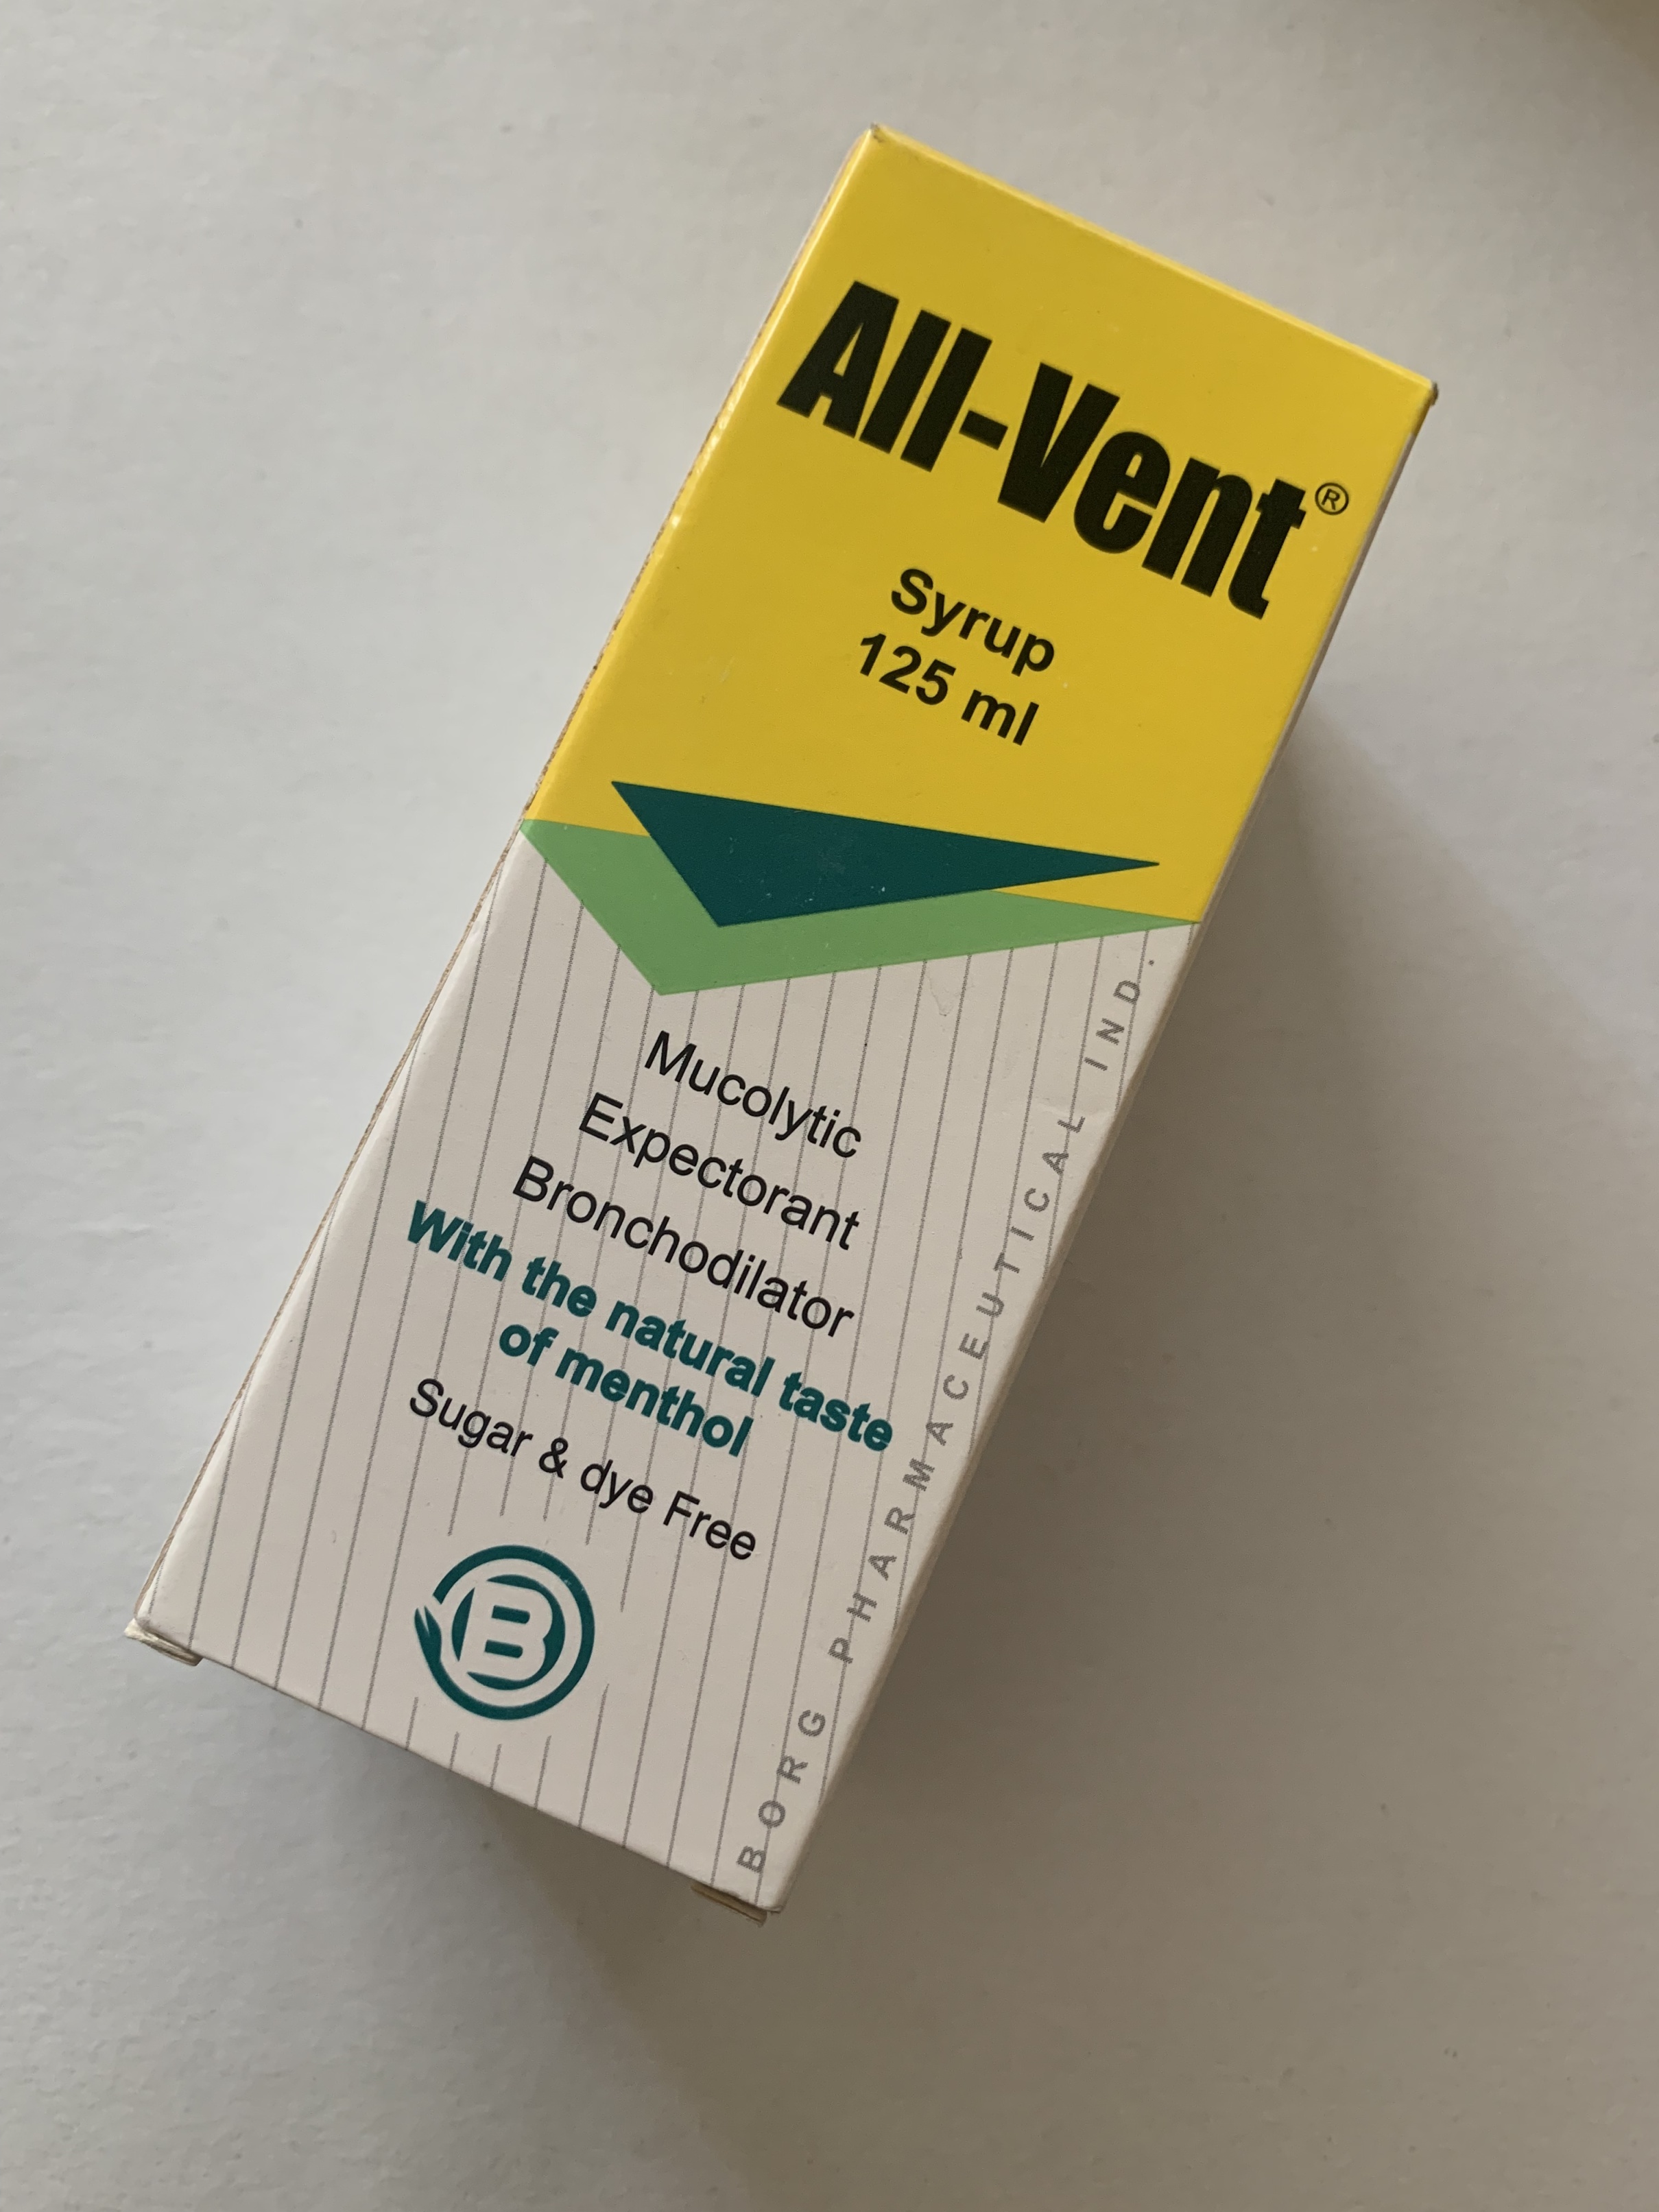 All-Vent®
Syrup
125 ml
Mucolytic
Expectorant
Bronchodilator
With the natural taste
of menthol
Sugar & dye Free
B
BORG PHARMACEUTICAL IND.